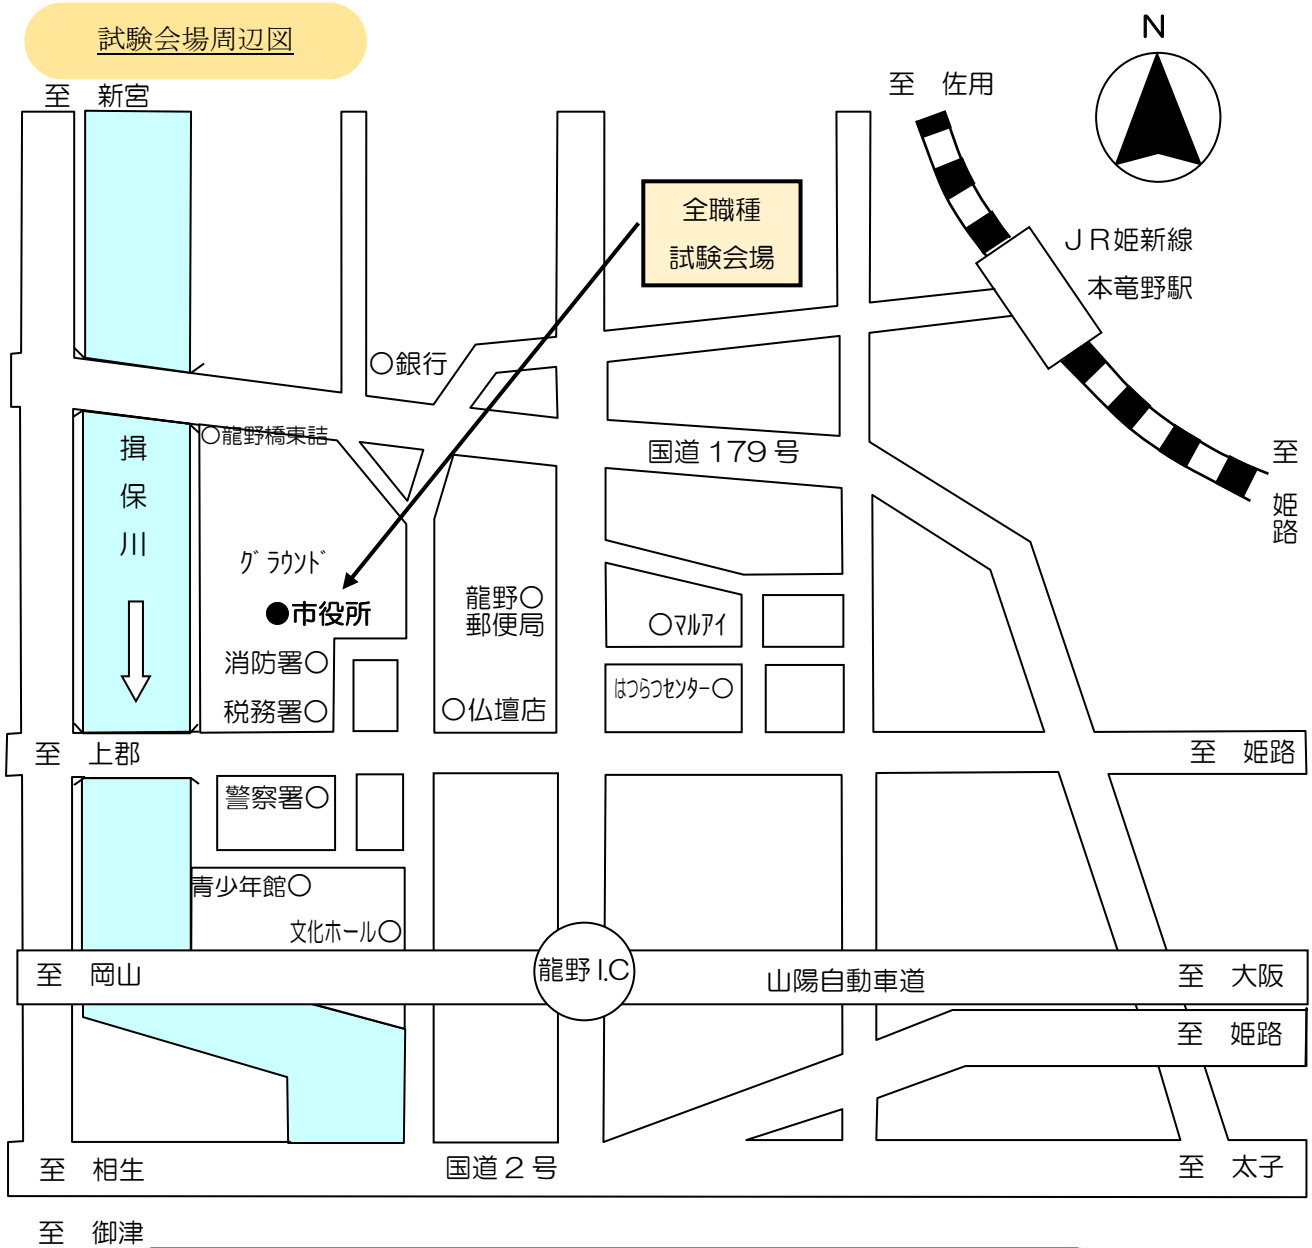 試験会場周辺図
N
至　新宮
至　佐用
全職種
試験会場
ＪＲ姫新線
本竜野駅
○銀行
○龍野橋東詰
国道179号
至　姫路
揖保川
ｸﾞﾗｳﾝﾄﾞ
●市役所
龍野○
郵便局
○ﾏﾙｱｲ
消防署○
はつらつセンター○
税務署○
○仏壇店
至　上郡
至　姫路
警察署○
青少年館○
文化ホール○
至　岡山
龍野I.C
山陽自動車道
至　大阪
至　姫路
至　相生
国道２号
至　太子
至　御津